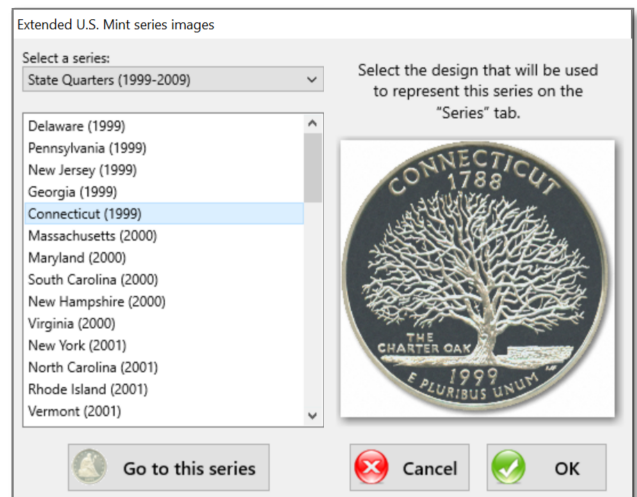 Extended U.S. Mint series images
Select a series:
State Quarters (1999-2009)
Select the design that will be used
to represent this series on the
"Series" tab.
Delaware (1999)
Pennsylvania (1999)
New Jersey (1999)
Georgia (1999)
Connecticut (1999)
Massachusetts (2000)
Maryland (2000)
South Carolina (2000)
New Hampshire (2000)
Virginia (2000)
New York (2001)
North Carolina (2001)
Rhode Island (2001)
Vermont (2001)
CONNECTICUT
1788
THE
CHARTER OAK
1999
E PLURIBUS UNUM
Go to this series
Cancel
OK